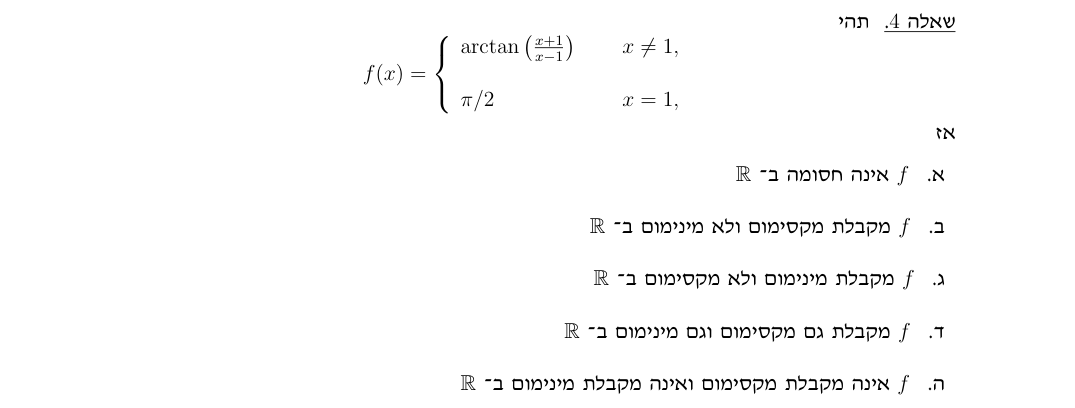 שאלה 4. תהי
f(x) = { arctan (x+1/x−1)   x ≠ 1,
π/2   x = 1,
אז
א. f אינה חסומה ב־ ℝ
ב. f מקבלת מקסימום ולא מינימום ב־ ℝ
ג. f מקבלת מינימום ולא מקסימום ב־ ℝ
ד. f מקבלת גם מקסימום וגם מינימום ב־ ℝ
ה. f אינה מקבלת מקסימום ואינה מקבלת מינימום ב־ ℝ